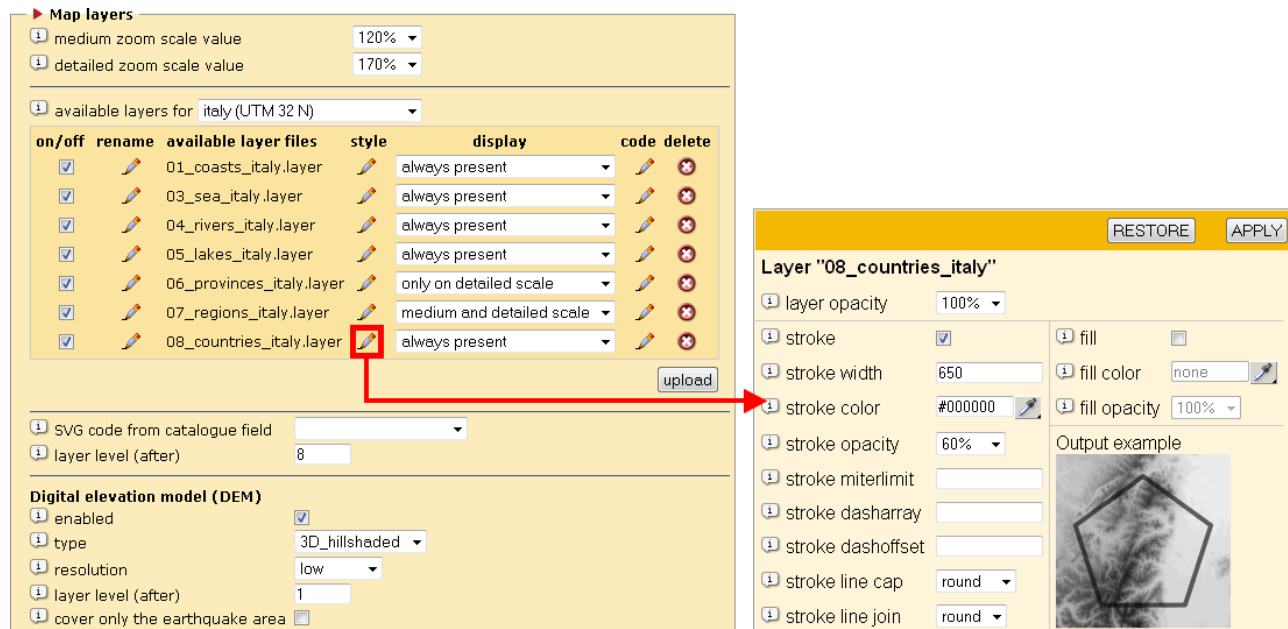 Map layers
medium zoom scale value 120%
detailed zoom scale value 170%
available layers for italy (UTM 32 N)
on/off rename available layer files style display code delete
01_coasts_italy.layer always present
03_sea_italy.layer always present
04_rivers_italy.layer always present
05_lakes_italy.layer always present
06_provinces_italy.layer only on detailed scale
07_regions_italy.layer medium and detailed scale
08_countries_italy.layer always present
upload
SVG code from catalogue field
layer level (after) 8
Digital elevation model (DEM)
enabled
type 3D_hillshaded
resolution low
layer level (after) 1
cover only the earthquake area
RESTORE APPLY
Layer "08_countries_italy"
layer opacity 100%
stroke
stroke width 650
stroke color #000000
stroke opacity 60%
stroke miterlimit
stroke dasharray
stroke dashoffset
stroke line cap round
stroke line join round
fill
fill color none
fill opacity 100%
Output example